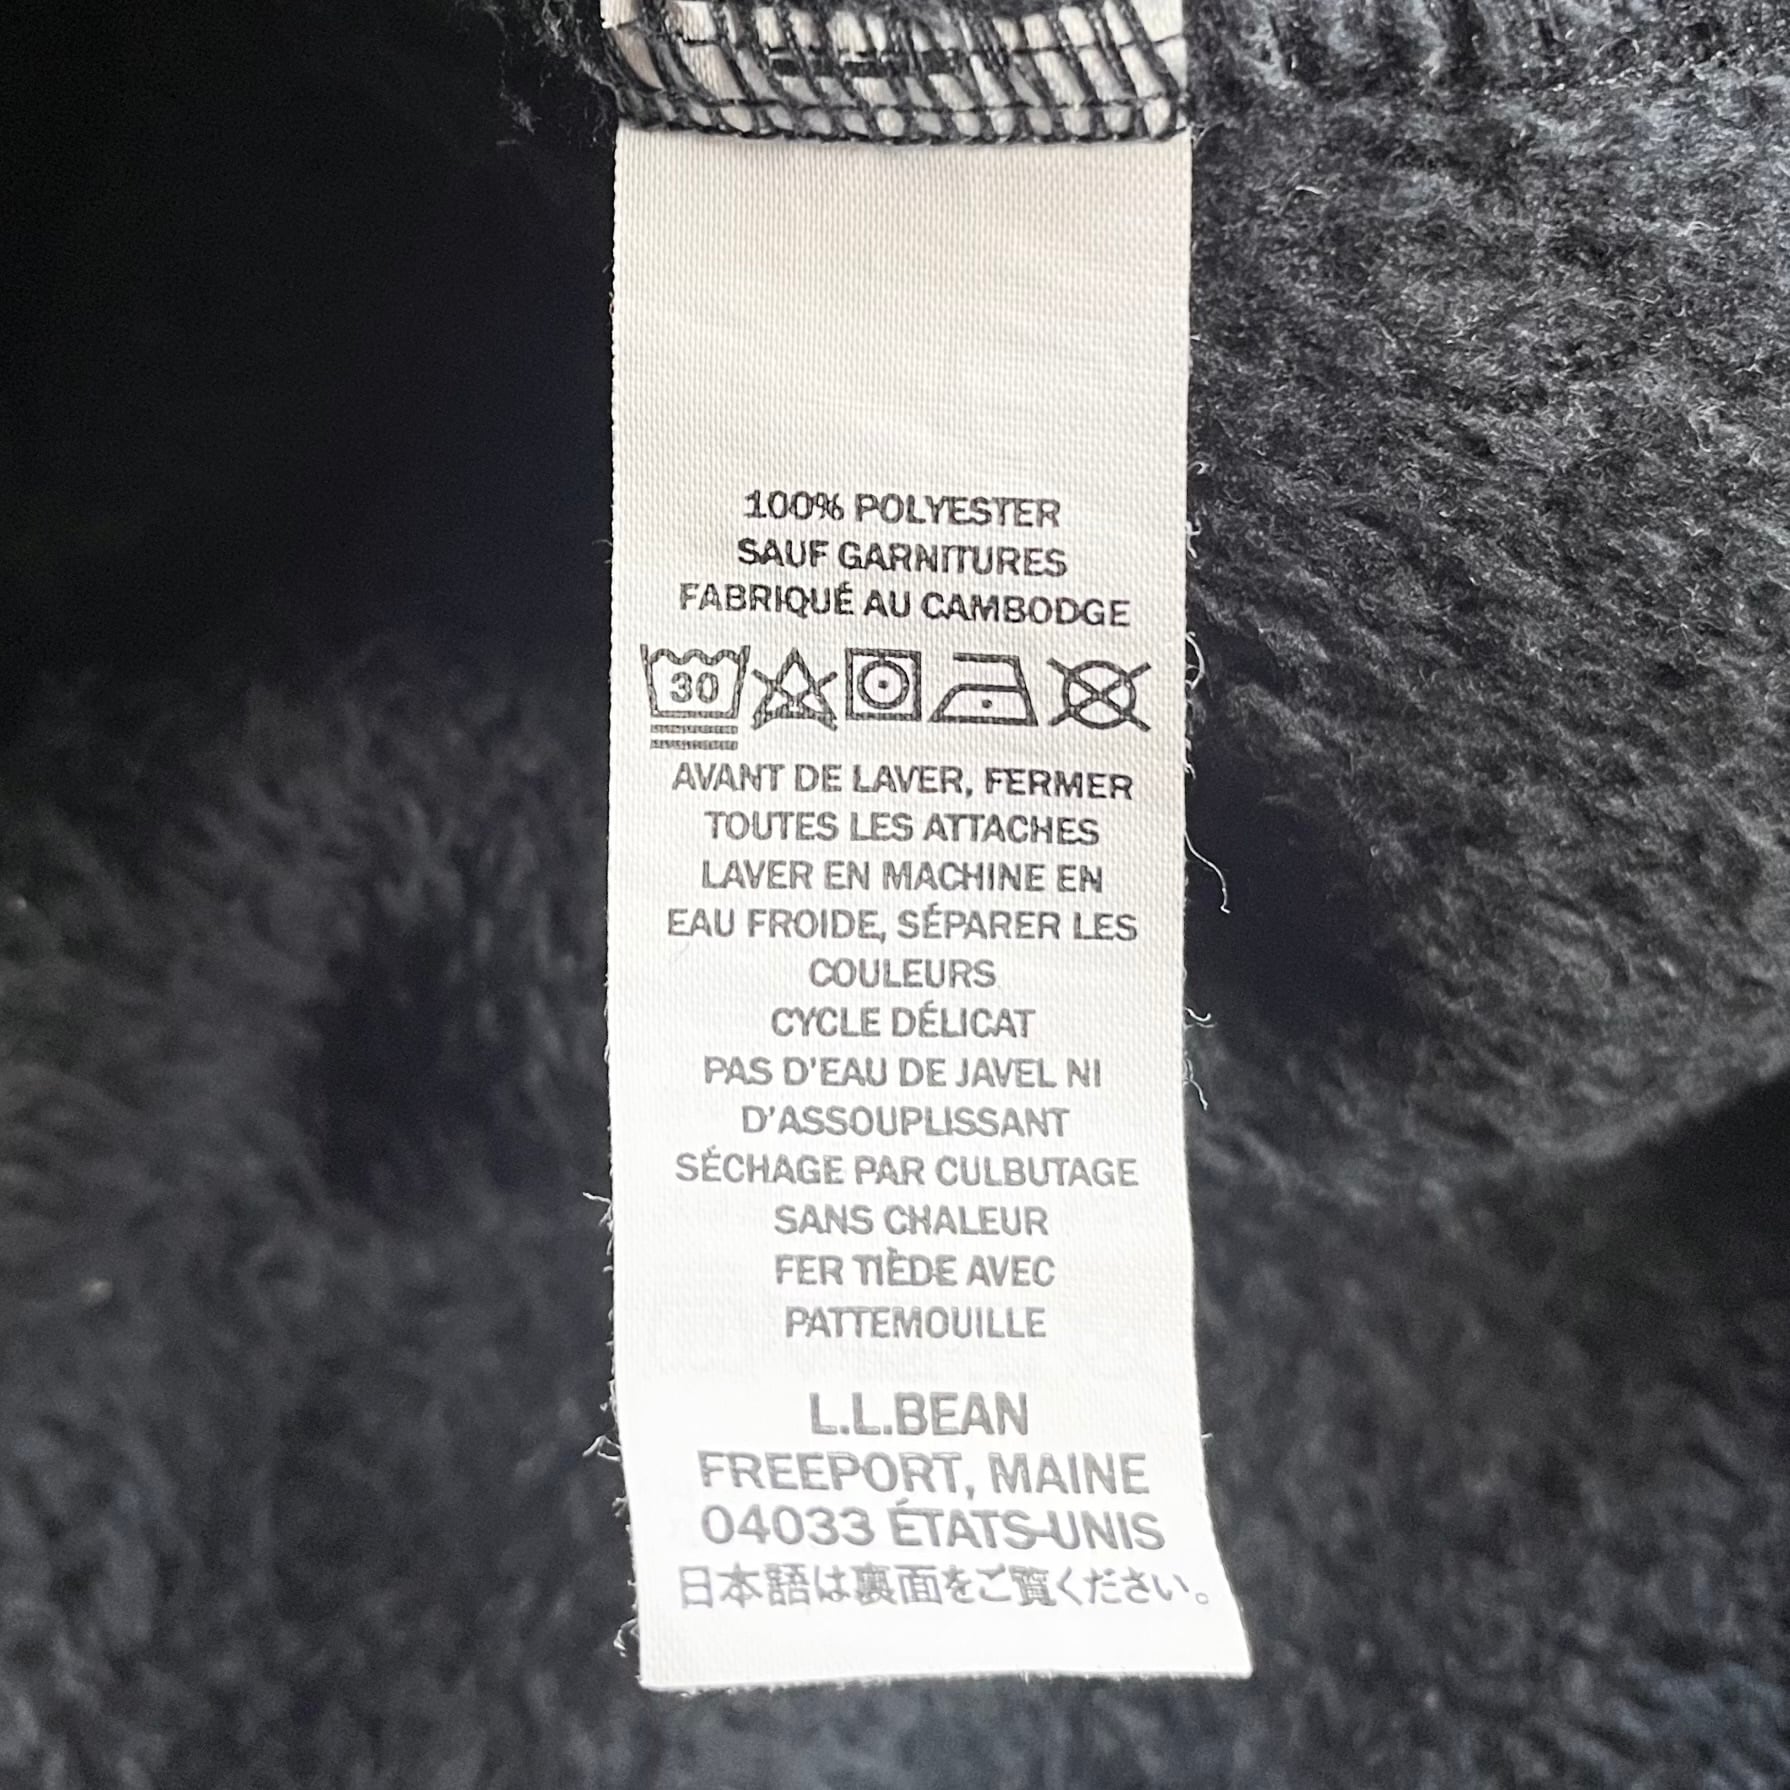 100% POLYESTER
SAUF GARNITURES
FABRIQUÉ AU CAMBODGE
30
AVANT DE LAVER, FERMER
TOUTES LES ATTACHES
LAVER EN MACHINE EN
EAU FROIDE, SÉPARER LES
COULEURS
CYCLE DÉLICAT
PAS D'EAU DE JAVEL NI
D'ASSOUPLISSANT
SÉCHAGE PAR CULBUTAGE
SANS CHALEUR
FER TIÈDE AVEC
PATTEMOUILLE
L.L.BEAN
FREEPORT, MAINE
04033 ÉTATS-UNIS
日本語は裏面をご覧ください。